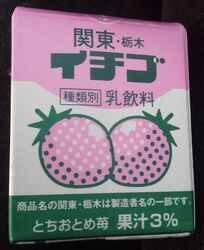 関東・栃木
イチゴ
種類別 乳飲料
商品名の関東・栃木は製造者名の一部です。
とちおとめ苺 果汁3%